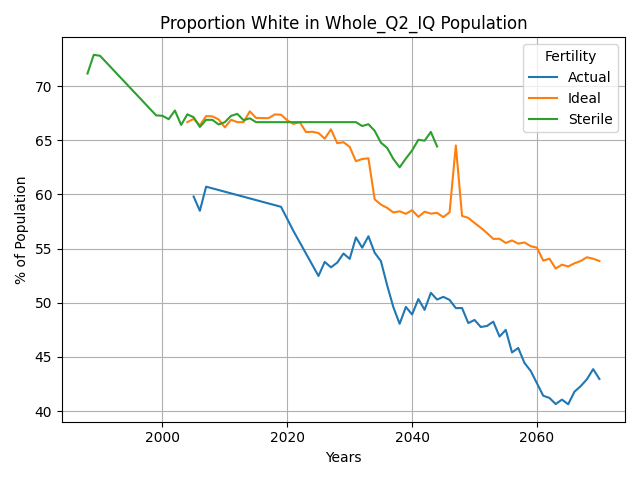 Proportion White in Whole_Q2_IQ Population
Fertility
Actual
Ideal
Sterile
% of Population
70
65
60
55
50
45
40
2000
2020
2040
2060
Years